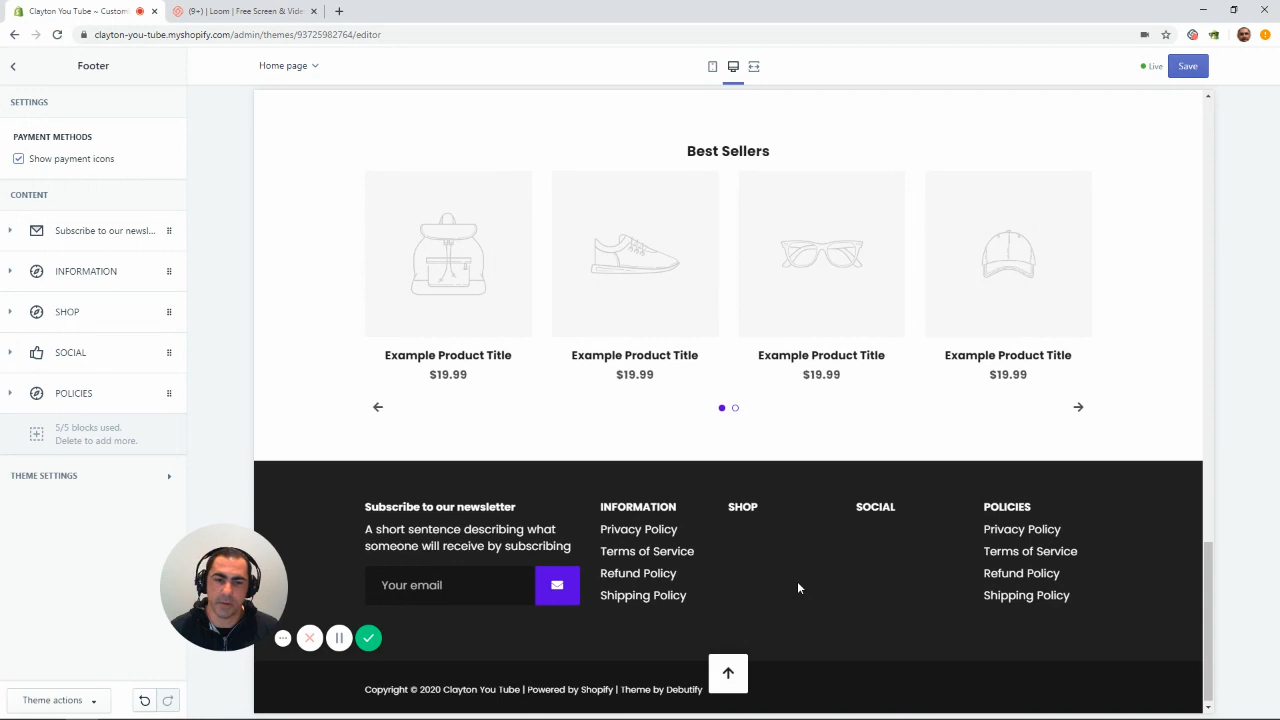 Clayton You Tube ~ Customize
(9+) | Loom | Free Screen & Vide
clayton-you-tube.myshopify.com/admin/themes/93725982764/editor
Footer
Home page
Live
Save
SETTINGS
PAYMENT METHODS
Show payment icons
CONTENT
Subscribe to our newsl...
INFORMATION
SHOP
SOCIAL
POLICIES
5/5 blocks used.
Delete to add more.
THEME SETTINGS
Theme actions
Best Sellers
Example Product Title
$19.99
Example Product Title
$19.99
Example Product Title
$19.99
Example Product Title
$19.99
Subscribe to our newsletter
A short sentence describing what
someone will receive by subscribing
Your email
INFORMATION
Privacy Policy
Terms of Service
Refund Policy
Shipping Policy
SHOP
SOCIAL
POLICIES
Privacy Policy
Terms of Service
Refund Policy
Shipping Policy
Copyright © 2020 Clayton You Tube | Powered by Shopify | Theme by Debutify